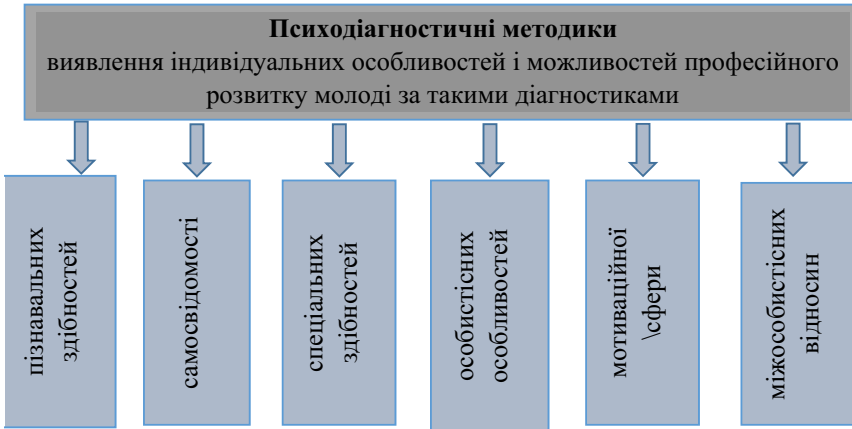 Психодіагностичні методики
виявлення індивідуальних особливостей і можливостей професійного
розвитку молоді за такими діагностиками
пізнавальних
здібностей
самосвідомості
спеціальних
здібностей
особистісних
особливостей
мотиваційної
\сфери
міжособистісних
відносин